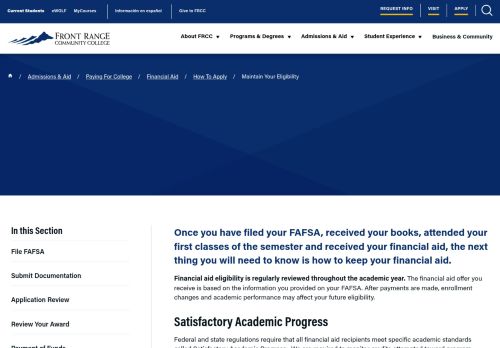 Current Students eWOLF MyCourses Información en español Give to FRCC REQUEST INFO VISIT APPLY
FRONT RANGE
COMMUNITY COLLEGE
About FRCC Programs & Degrees Admissions & Aid Student Experience Business & Community
/ Admissions & Aid / Paying For College / Financial Aid / How To Apply / Maintain Your Eligibility
In this Section
File FAFSA
Submit Documentation
Application Review
Review Your Award
Payment of Funds
Once you have filed your FAFSA, received your books, attended your
first classes of the semester and received your financial aid, the next
thing you will need to know is how to keep your financial aid.
Financial aid eligibility is regularly reviewed throughout the academic year. The financial aid offer you
receive is based on the information you provided on your FAFSA. After payments are made, enrollment
changes and academic performance may affect your future eligibility.
Satisfactory Academic Progress
Federal and state regulations require that all financial aid recipients meet specific academic standards